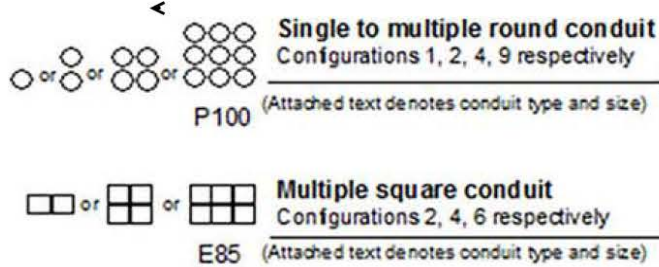 Single to multiple round conduit
or or or Configurations 1, 2, 4, 9 respectively
P100 (Attached text denotes conduit type and size)
Multiple square conduit
or or Configurations 2, 4, 6 respectively
E85 (Attached text denotes conduit type and size)